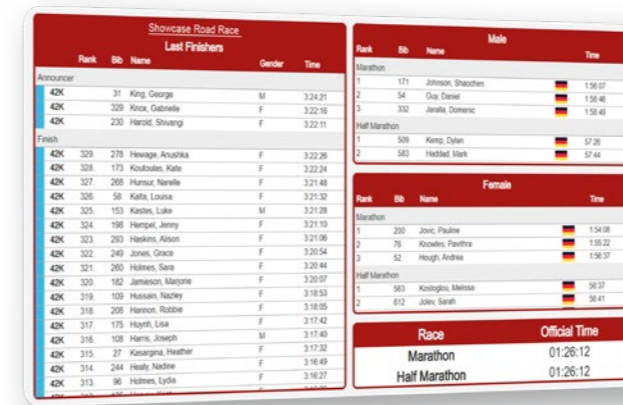 Showcase Road Race
Last Finishers
Rank Bib Name Gender Time
Announcer
42K 31 King, George M 3:24:21
42K 329 Knox, Gabrielle F 3:22:16
42K 230 Harold, Shivangi F 3:22:11
Finish
42K 329. 278 Hewage, Anushka F 3:22:26
42K 328. 173 Koutoulas, Kate F 3:22:24
42K 327. 268 Hunsur, Narelle F 3:21:48
42K 326. 58 Kalta, Louisa F 3:21:32
42K 325. 153 Kastes, Luke M 3:21:28
42K 324. 198 Hempel, Jenny F 3:21:10
42K 323. 293 Haskins, Alison F 3:21:06
42K 322. 249 Jones, Grace F 3:20:54
42K 321. 260 Holmes, Sara F 3:20:44
42K 320. 182 Jamieson, Marjorie F 3:20:07
42K 319. 109 Hussain, Nazley F 3:18:53
42K 318. 208 Hannon, Robbie F 3:18:05
42K 317. 175 Huynh, Lisa F 3:17:42
42K 316. 108 Harris, Joseph M 3:17:40
42K 315. 27 Kasargina, Heather F 3:17:32
42K 314. 244 Healy, Nadine F 3:16:49
42K 313. 96 Holmes, Lydia F 3:16:27
Male
Rank Bib Name Time
Marathon
1 171 Johnson, Shaochen 1:56:07
2 54 Guy, Daniel 1:56:46
3 332 Jaralla, Domenic 1:56:49
Half Marathon
1 509 Kemp, Dylan 57:26
2 583 Haddad, Mark 57:44
Female
Rank Bib Name Time
Marathon
1 200 Jovic, Pauline 1:54:08
2 76 Knowles, Pavithra 1:55:22
3 52 Hough, Andrea 1:56:37
Half Marathon
1 563 Kosloglou, Melissa 56:37
2 612 Jolev, Sarah 58:41
Race Official Time
Marathon 01:26:12
Half Marathon 01:26:12